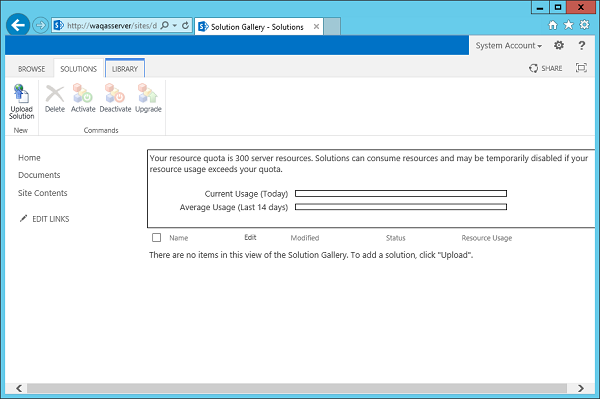 http://waqasserver/sites/d
Solution Gallery - Solutions
System Account
BROWSE SOLUTIONS LIBRARY
SHARE
Upload Solution
Delete Activate Deactivate Upgrade
New Commands
Home
Documents
Site Contents
EDIT LINKS
Your resource quota is 300 server resources. Solutions can consume resources and may be temporarily disabled if your
resource usage exceeds your quota.
Current Usage (Today)
Average Usage (Last 14 days)
Name Edit Modified Status Resource Usage
There are no items in this view of the Solution Gallery. To add a solution, click "Upload".